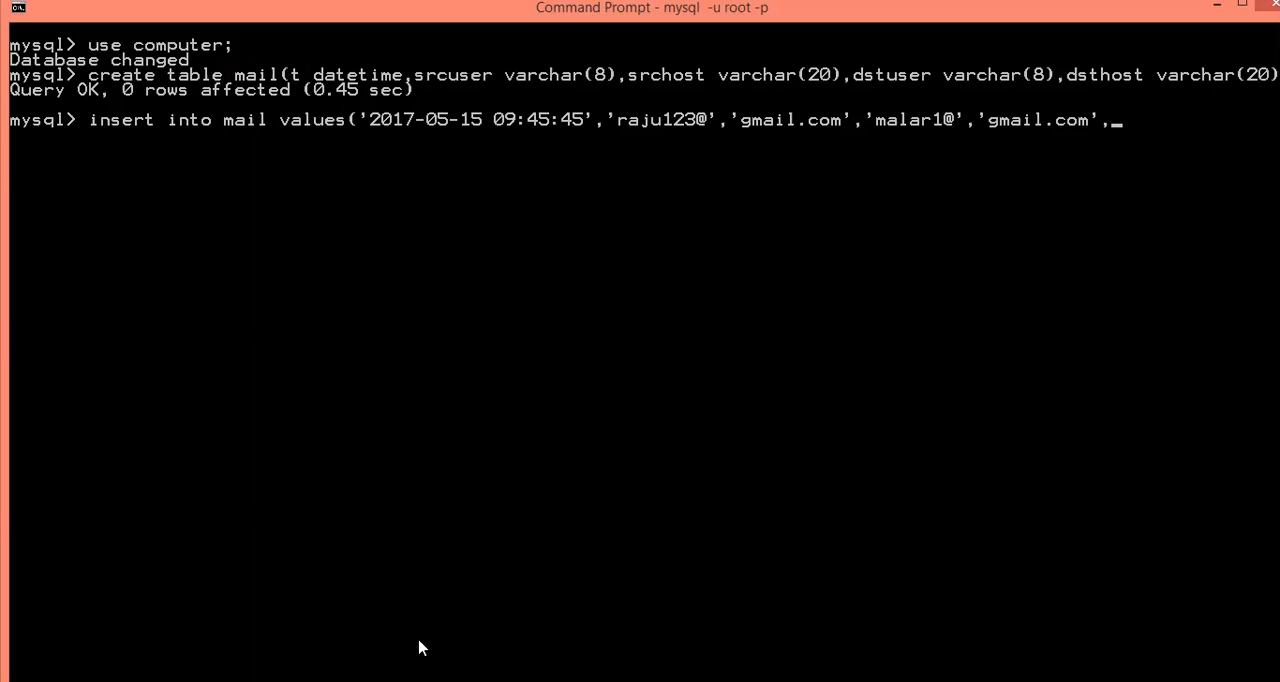 Command Prompt - mysql  -u root -p
mysql> use computer;
Database changed
mysql> create table mail(t datetime,srcuser varchar(8),srchost varchar(20),dstuser varchar(8),dsthost varchar(20)
Query OK, 0 rows affected (0.45 sec)
mysql> insert into mail values('2017-05-15 09:45:45','raju123@','gmail.com','malar1@','gmail.com',_